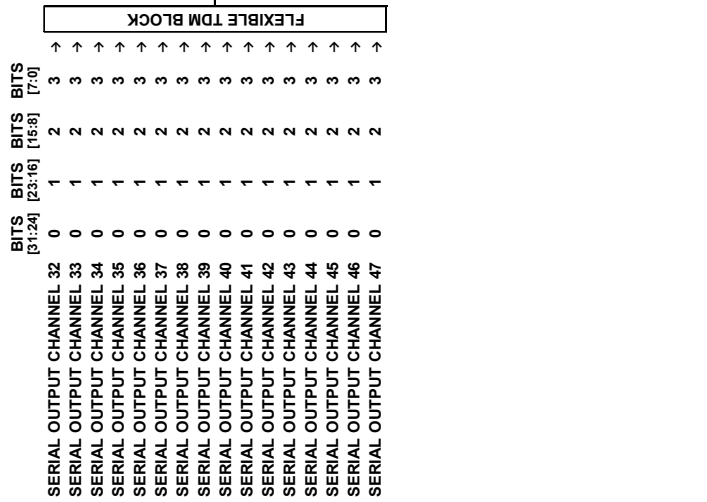 BITS [31:24] BITS [23:16] BITS [15:8] BITS [7:0]
SERIAL OUTPUT CHANNEL 32 0 1 2 3 →
SERIAL OUTPUT CHANNEL 33 0 1 2 3 →
SERIAL OUTPUT CHANNEL 34 0 1 2 3 →
SERIAL OUTPUT CHANNEL 35 0 1 2 3 →
SERIAL OUTPUT CHANNEL 36 0 1 2 3 →
SERIAL OUTPUT CHANNEL 37 0 1 2 3 →
SERIAL OUTPUT CHANNEL 38 0 1 2 3 →
SERIAL OUTPUT CHANNEL 39 0 1 2 3 →
SERIAL OUTPUT CHANNEL 40 0 1 2 3 →
SERIAL OUTPUT CHANNEL 41 0 1 2 3 →
SERIAL OUTPUT CHANNEL 42 0 1 2 3 →
SERIAL OUTPUT CHANNEL 43 0 1 2 3 →
SERIAL OUTPUT CHANNEL 44 0 1 2 3 →
SERIAL OUTPUT CHANNEL 45 0 1 2 3 →
SERIAL OUTPUT CHANNEL 46 0 1 2 3 →
SERIAL OUTPUT CHANNEL 47 0 1 2 3 →
FLEXIBLE TDM BLOCK